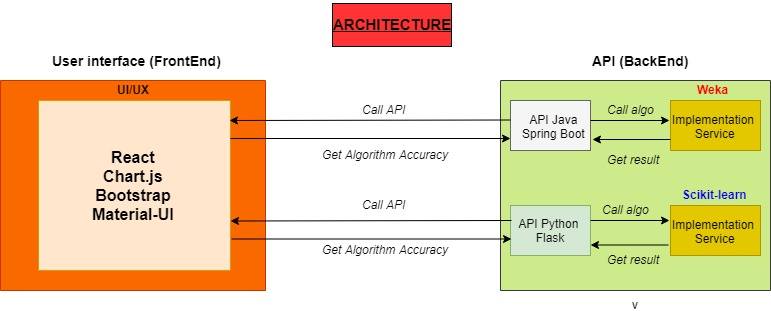 ARCHITECTURE
User interface (FrontEnd)
API (BackEnd)
UI/UX
React
Chart.js
Bootstrap
Material-UI
Call API
Get Algorithm Accuracy
Call API
Get Algorithm Accuracy
Weka
API Java
Spring Boot
Call algo
Get result
Implementation
Service
Scikit-learn
API Python
Flask
Call algo
Get result
Implementation
Service
v